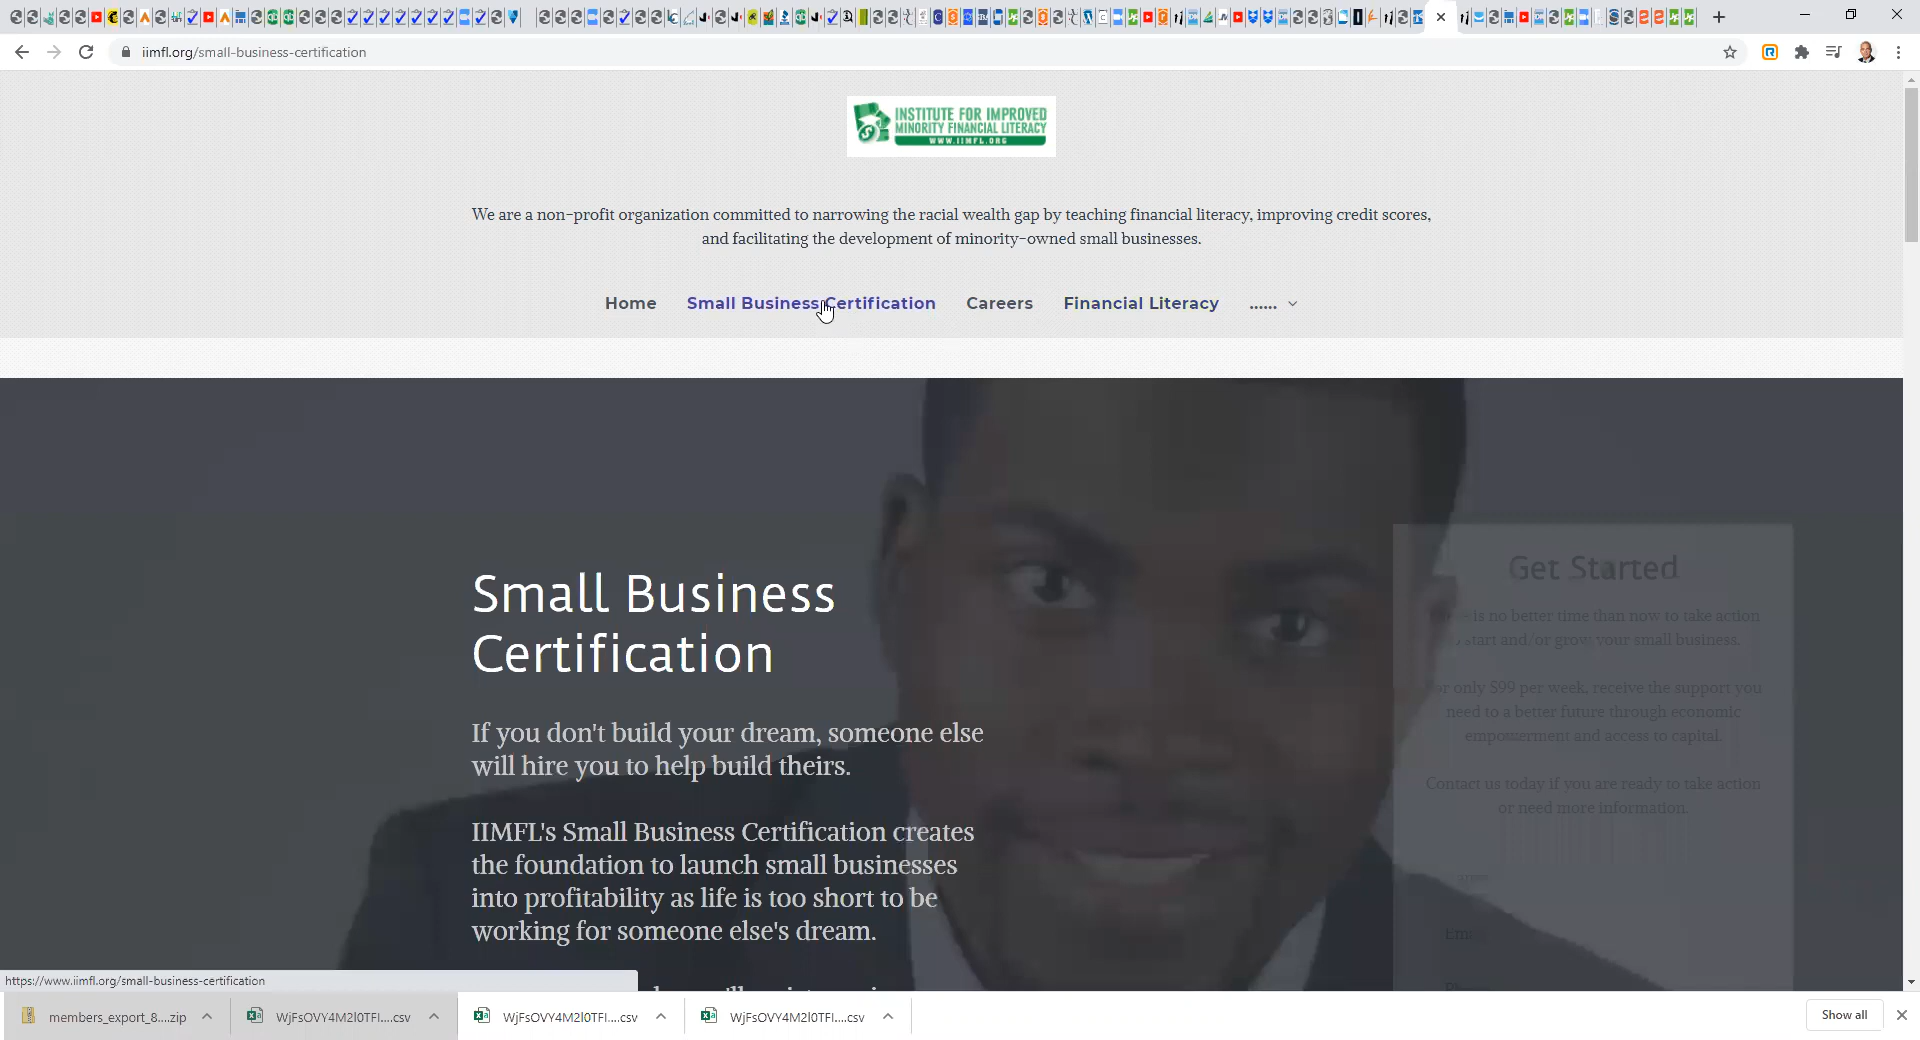 iimfl.org/small-business-certification
INSTITUTE FOR IMPROVED
MINORITY FINANCIAL LITERACY
WWW.IIMFL.ORG
We are a non-profit organization committed to narrowing the racial wealth gap by teaching financial literacy, improving credit scores,
and facilitating the development of minority-owned small businesses.
Home Small Business Certification Careers Financial Literacy ......
Small Business
Certification
If you don't build your dream, someone else
will hire you to help build theirs.
IIMFL's Small Business Certification creates
the foundation to launch small businesses
into profitability as life is too short to be
working for someone else's dream.
Get Started
is no better time than now to take action
start and/or grow your small business.
For only $99 per week, receive the support you
need to a better future through economic
empowerment and access to capital.
Contact us today if you are ready to take action
or need more information.
Email
https://www.iimfl.org/small-business-certification
members_export_8....zip
WjFsOVY4M2l0TFl....csv
WjFsOVY4M2l0TFl....csv
WjFsOVY4M2l0TFl....csv
Show all